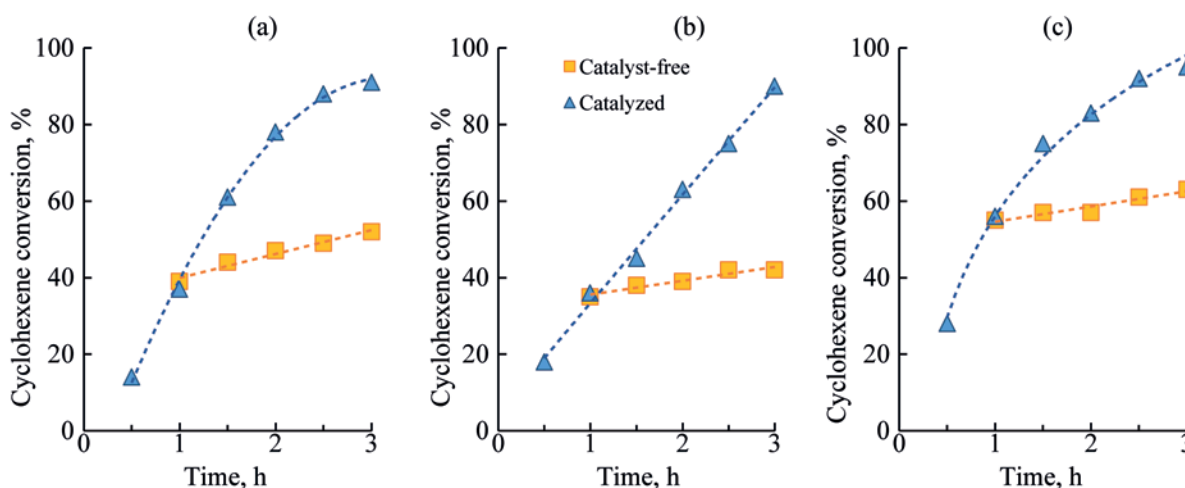 (a)
(b)
(c)
Cyclohexene conversion, %
100
80
60
40
20
0
0
1
2
3
Time, h
Cyclohexene conversion, %
100
80
60
40
20
0
0
1
2
3
Time, h
Catalyst-free
Catalyzed
Cyclohexene conversion, %
100
80
60
40
20
0
0
1
2
3
Time, h